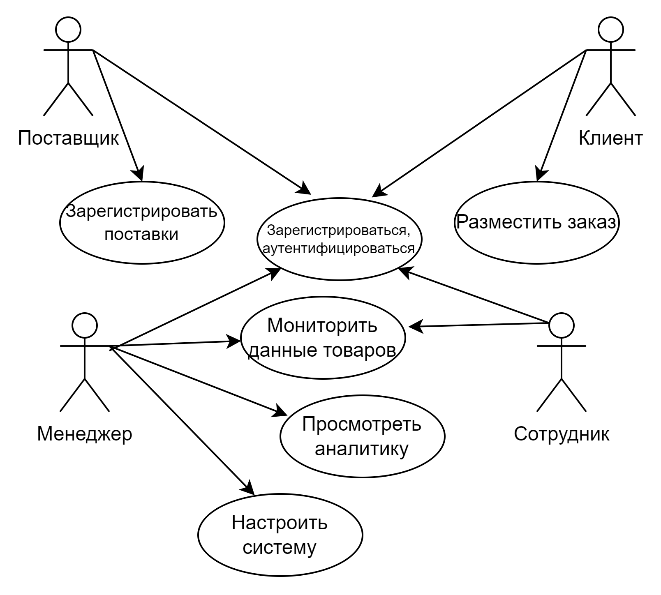 Поставщик
Клиент
Зарегистрировать
поставки
Зарегистрироваться,
аутентифицироваться
Разместить заказ
Мониторить
данные товаров
Менеджер
Сотрудник
Просмотреть
аналитику
Настроить
систему